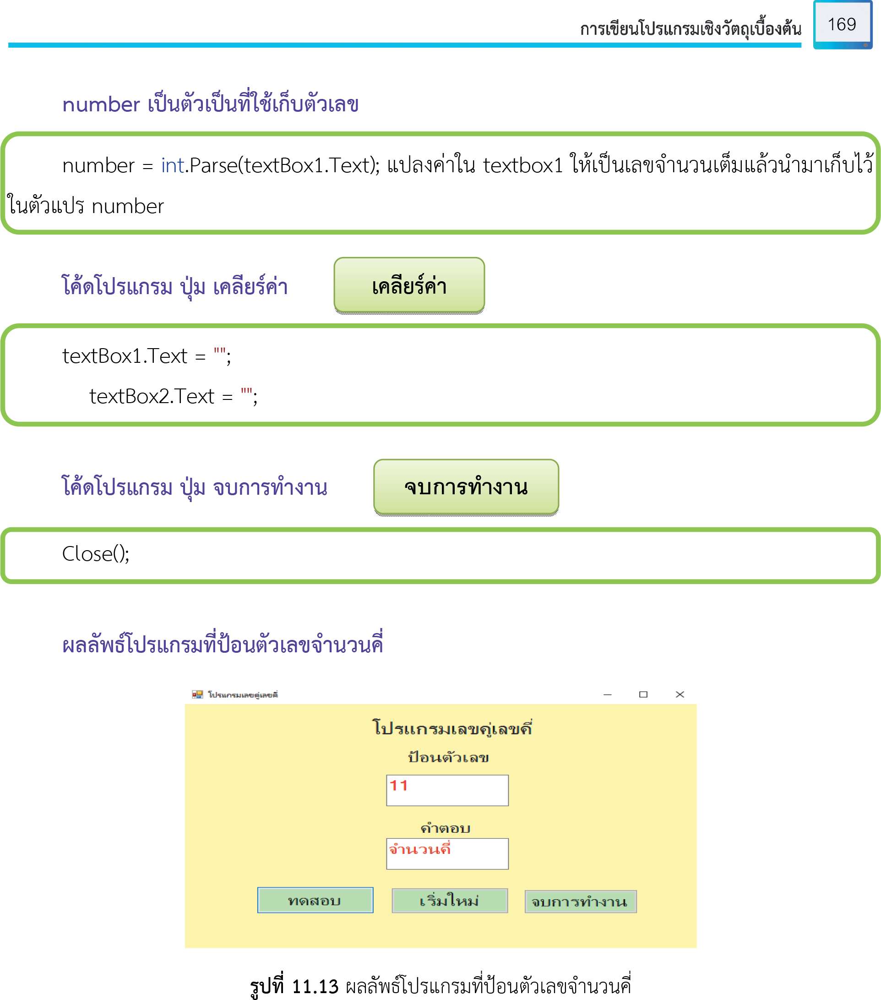 การเขียนโปรแกรมเชิงวัตถุเบื้องต้น 169
number เป็นตัวเป็นที่ใช้เก็บตัวเลข
number = int.Parse(textBox1.Text); แปลงค่าใน textbox1 ให้เป็นเลขจำนวนเต็มแล้วนำมาเก็บไว้
ในตัวแปร number
โค้ดโปรแกรม ปุ่ม เคลียร์ค่า เคลียร์ค่า
textBox1.Text = "";
textBox2.Text = "";
โค้ดโปรแกรม ปุ่ม จบการทำงาน จบการทำงาน
Close();
ผลลัพธ์โปรแกรมที่ป้อนตัวเลขจำนวนคี่
โปรแกรมเลขคู่เลขคี่
โปรแกรมเลขคู่เลขคี่
ป้อนตัวเลข
11
คำตอบ
จำนวนคี่
ทดสอบ เริ่มใหม่ จบการทำงาน
รูปที่ 11.13 ผลลัพธ์โปรแกรมที่ป้อนตัวเลขจำนวนคี่